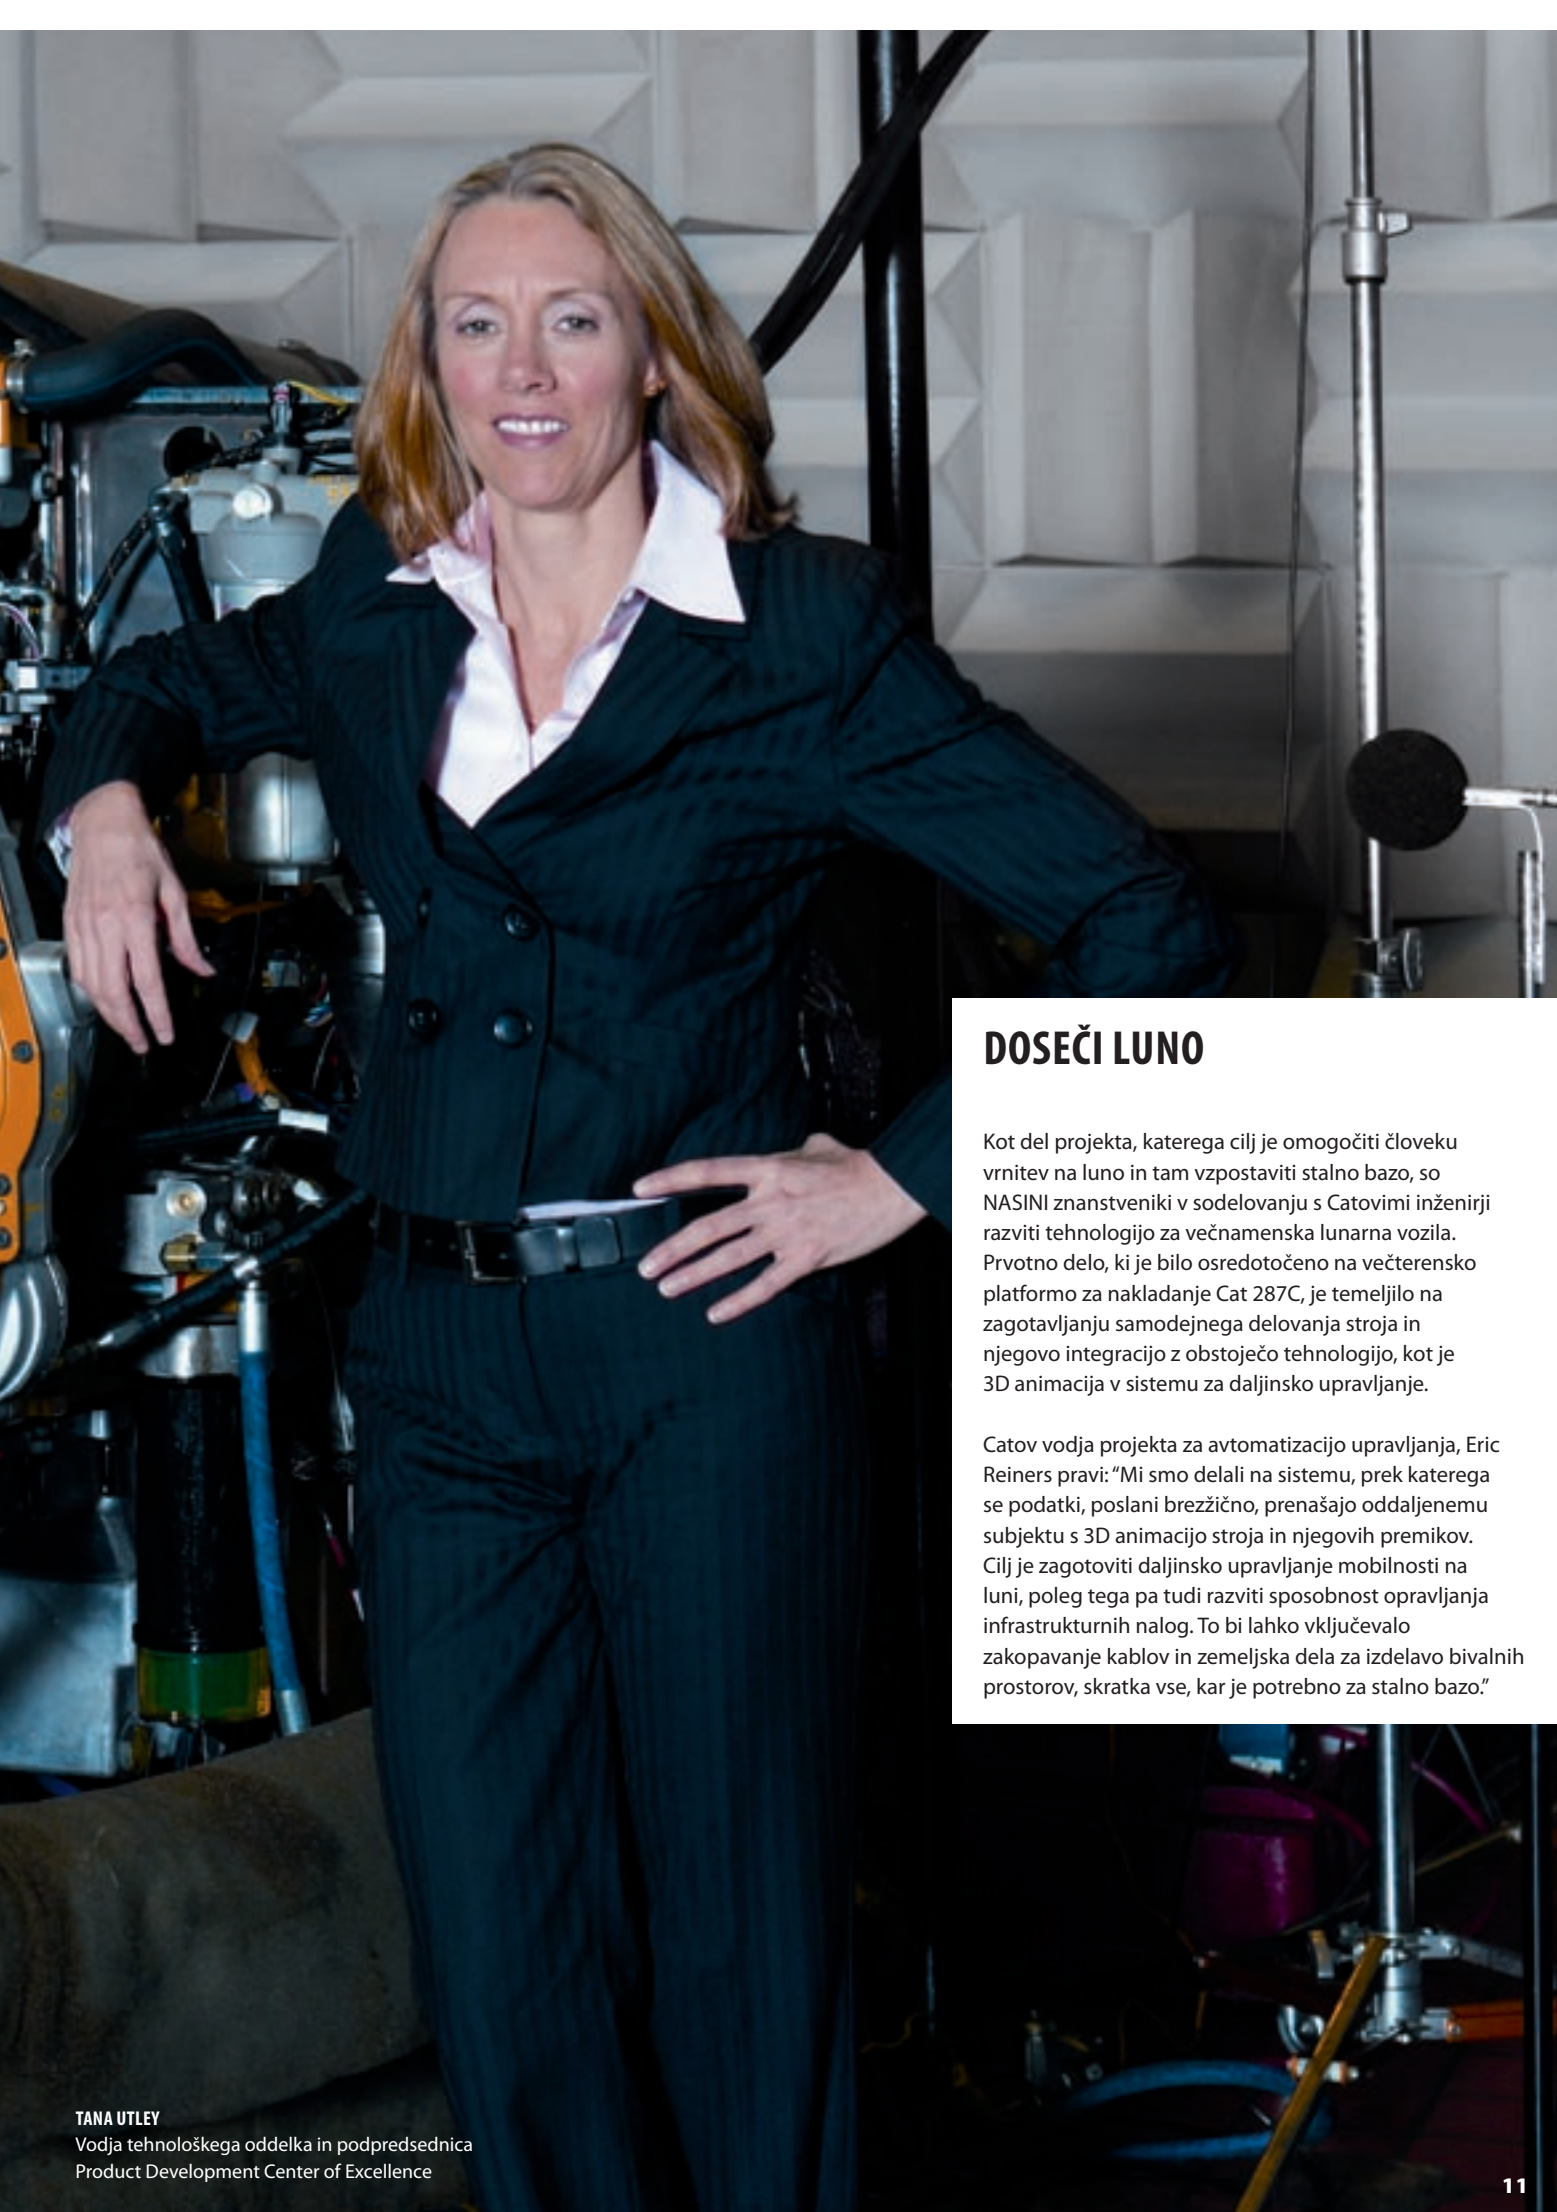 DOSEČI LUNO
Kot del projekta, katerega cilj je omogočiti človeku
vrnitev na luno in tam vzpostaviti stalno bazo, so
NASINI znanstveniki v sodelovanju s Catovimi inženirji
razviti tehnologijo za večnamenska lunarna vozila.
Prvotno delo, ki je bilo osredotočeno na večterensko
platformo za nakladanje Cat 287C, je temeljilo na
zagotavljanju samodejnega delovanja stroja in
njegovo integracijo z obstoječo tehnologijo, kot je
3D animacija v sistemu za daljinsko upravljanje.
Catov vodja projekta za avtomatizacijo upravljanja, Eric
Reiners pravi: “Mi smo delali na sistemu, prek katerega
se podatki, poslani brezžično, prenašajo oddaljenemu
subjektu s 3D animacijo stroja in njegovih premikov.
Cilj je zagotoviti daljinsko upravljanje mobilnosti na
luni, poleg tega pa tudi razviti sposobnost opravljanja
infrastrukturnih nalog. To bi lahko vključevalo
zakopavanje kablov in zemeljska dela za izdelavo bivalnih
prostorov, skratka vse, kar je potrebno za stalno bazo.”
TANA UTLEY
Vodja tehnološkega oddelka in podpredsednica
Product Development Center of Excellence
11